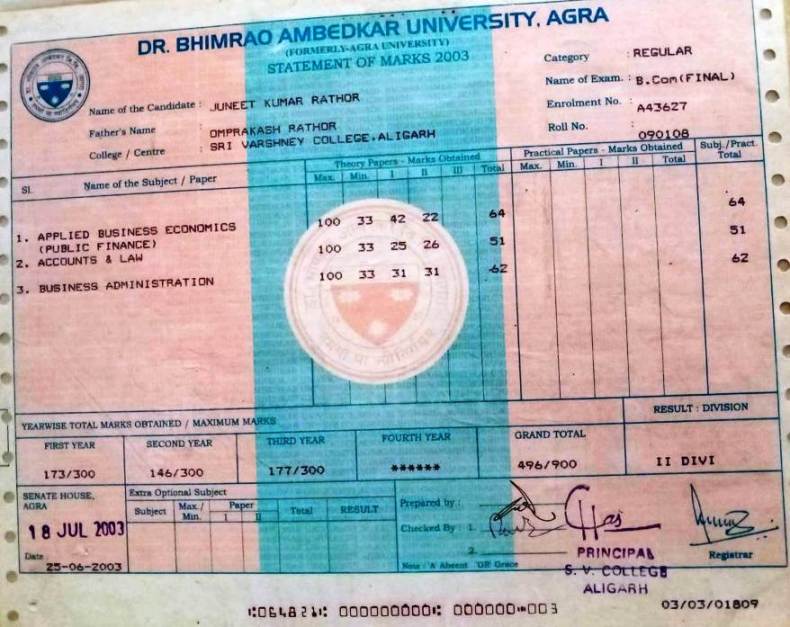 DR. BHIMRAO AMBEDKAR UNIVERSITY, AGRA
(FORMERLY-AGRA UNIVERSITY)
STATEMENT OF MARKS 2003
Category : REGULAR
Name of Exam. : B.Com(FINAL)
Enrolment No. : A43627
Roll No. 090108
Name of the Candidate : JUNEET KUMAR RATHOR
Father's Name : OMPRAKASH RATHOR
College / Centre : SRI VARSHNEY COLLEGE,ALIGARH
Sl. Name of the Subject / Paper Theory Papers - Marks Obtained Practical Papers - Marks Obtained Subj./Pract. Total
Max. Min. I II III Total Max. Min. I II Total
1. APPLIED BUSINESS ECONOMICS 100 33 42 22 64 64
(PUBLIC FINANCE)
2. ACCOUNTS & LAW 100 33 25 26 51 51
3. BUSINESS ADMINISTRATION 100 33 31 31 62 62
YEARWISE TOTAL MARKS OBTAINED / MAXIMUM MARKS RESULT : DIVISION
FIRST YEAR SECOND YEAR THIRD YEAR FOURTH YEAR GRAND TOTAL
173/300 146/300 177/300 ****** 496/900 II DIVI
SENATE HOUSE, AGRA
18 JUL 2003
Date
25-06-2003
Extra Optional Subject
Subject Max./ Min. Paper I II Total RESULT
Prepared by :
Checked By : 1.
2.
Note : 'A' Absent 'GR' Grace
PRINCIPAL
S. V. COLLEGE
ALIGARH
Registrar
03/03/01809